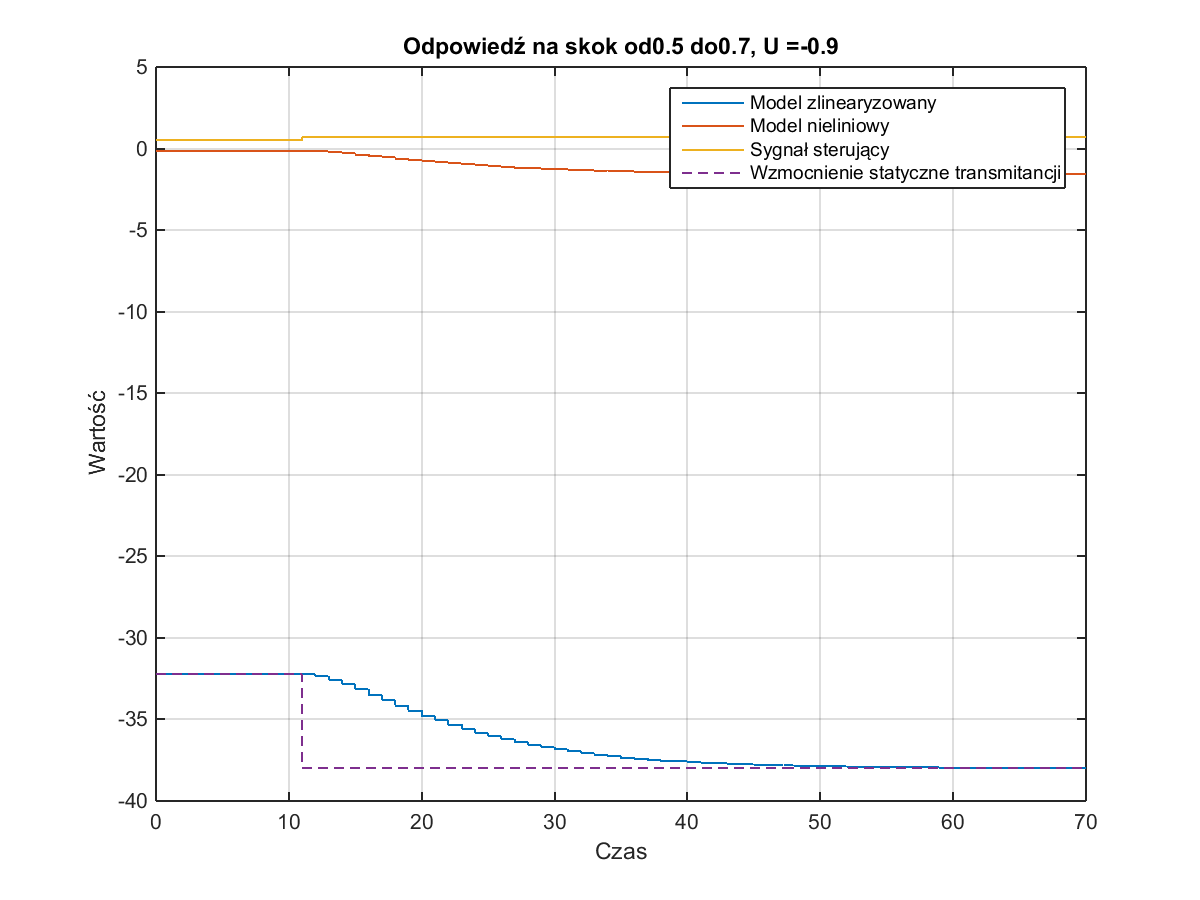 Odpowiedź na skok od0.5 do0.7, U =-0.9
Model zlinearyzowany
Model nieliniowy
Sygnał sterujący
Wzmocnienie statyczne transmitancji
5
0
-5
-10
-15
-20
-25
-30
-35
-40
Wartość
0 10 20 30 40 50 60 70
Czas